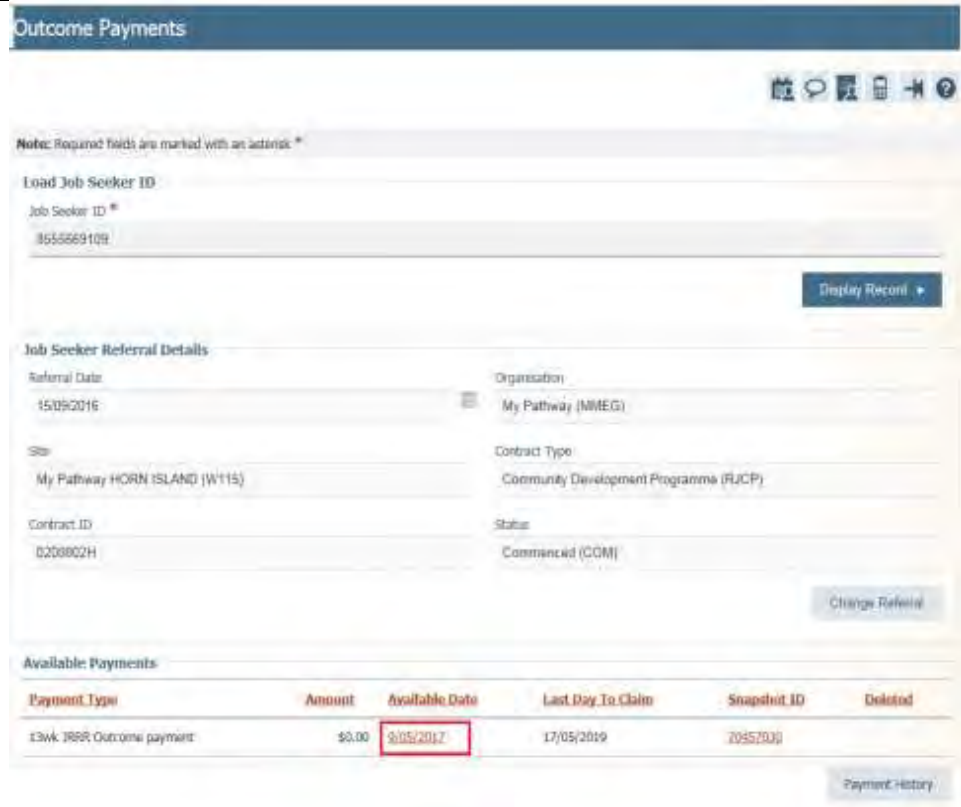 Outcome Payments
Note: Required fields are marked with an asterisk *
Load Job Seeker ID
Job Seeker ID *
8555669109
Display Record
Job Seeker Referral Details
Referral Date Organisation
15/09/2016 My Pathway (MMEG)
Site Contract Type
My Pathway HORN ISLAND (W115) Community Development Programme (RJCP)
Contract ID Status
0200802H Commenced (COM)
Change Referral
Available Payments
Payment Type Amount Available Date Last Day To Claim Snapshot ID Deleted
13wk JRRR Outcome payment $0.00 9/05/2017 17/05/2019
Payment History